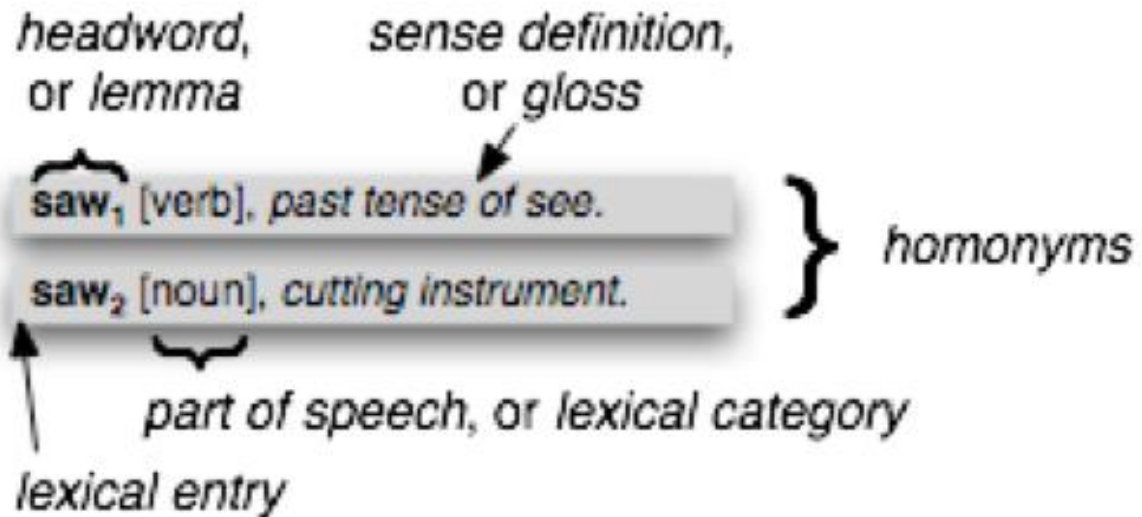 headword,
or lemma
sense definition,
or gloss
saw₁ [verb], past tense of see.
saw₂ [noun], cutting instrument.
homonyms
part of speech, or lexical category
lexical entry